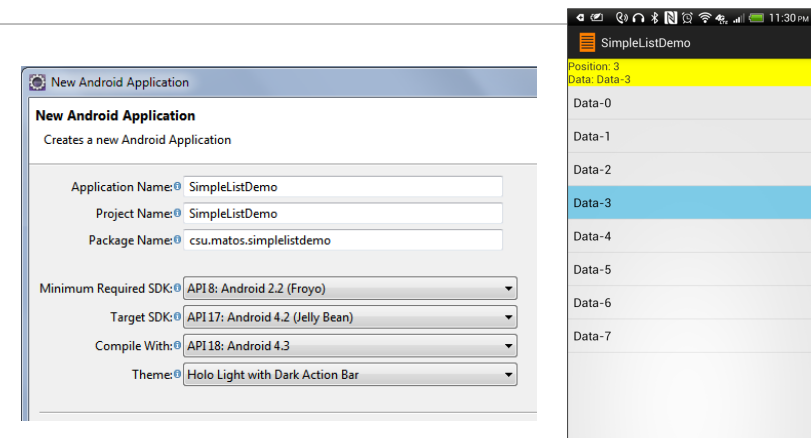 New Android Application
New Android Application
Creates a new Android Application
Application Name: SimpleListDemo
Project Name: SimpleListDemo
Package Name: csu.matos.simplelistdemo
Minimum Required SDK: API 8: Android 2.2 (Froyo)
Target SDK: API 17: Android 4.2 (Jelly Bean)
Compile With: API 18: Android 4.3
Theme: Holo Light with Dark Action Bar
11:30 PM
SimpleListDemo
Position: 3
Data: Data-3
Data-0
Data-1
Data-2
Data-3
Data-4
Data-5
Data-6
Data-7